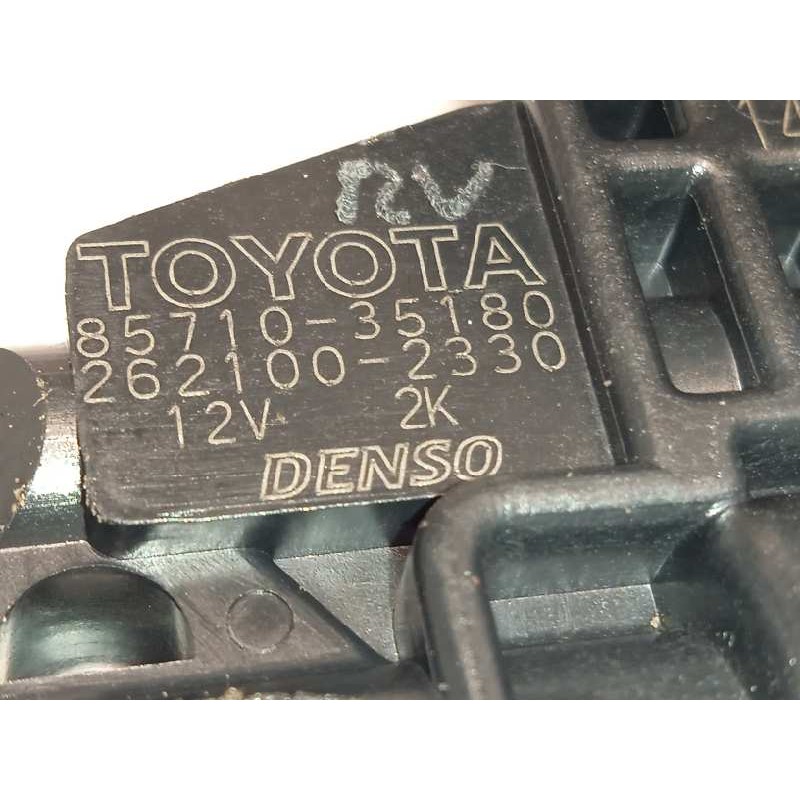 RV
TOYOTA
85710-35180
262100-2330
12V 2K
DENSO